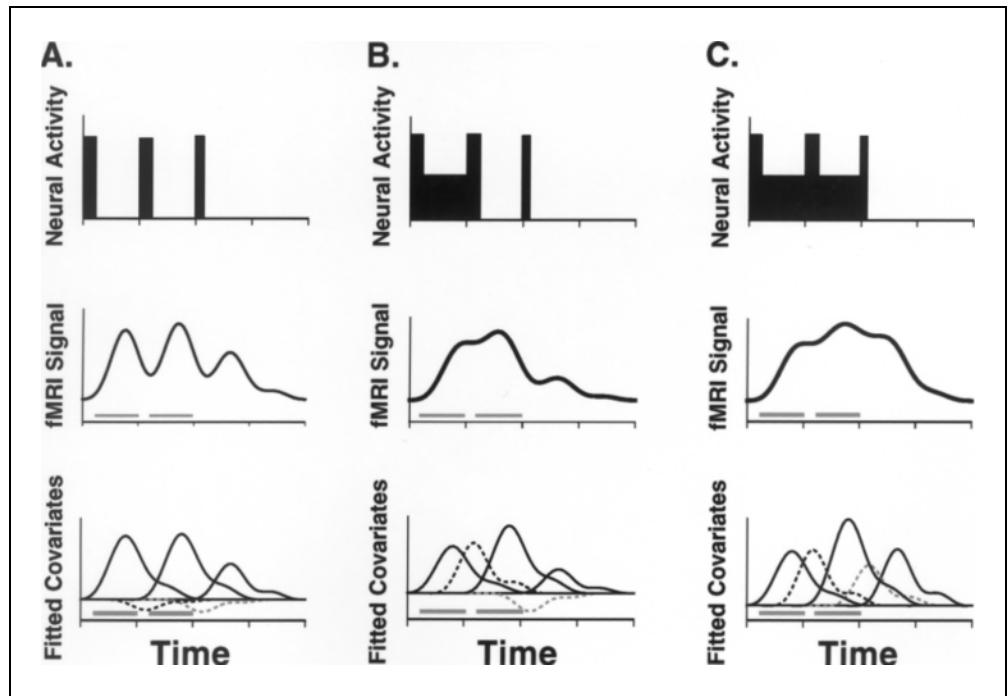 A.
B.
C.
Neural Activity
Neural Activity
Neural Activity
fMRI Signal
fMRI Signal
fMRI Signal
Fitted Covariates
Fitted Covariates
Fitted Covariates
Time
Time
Time